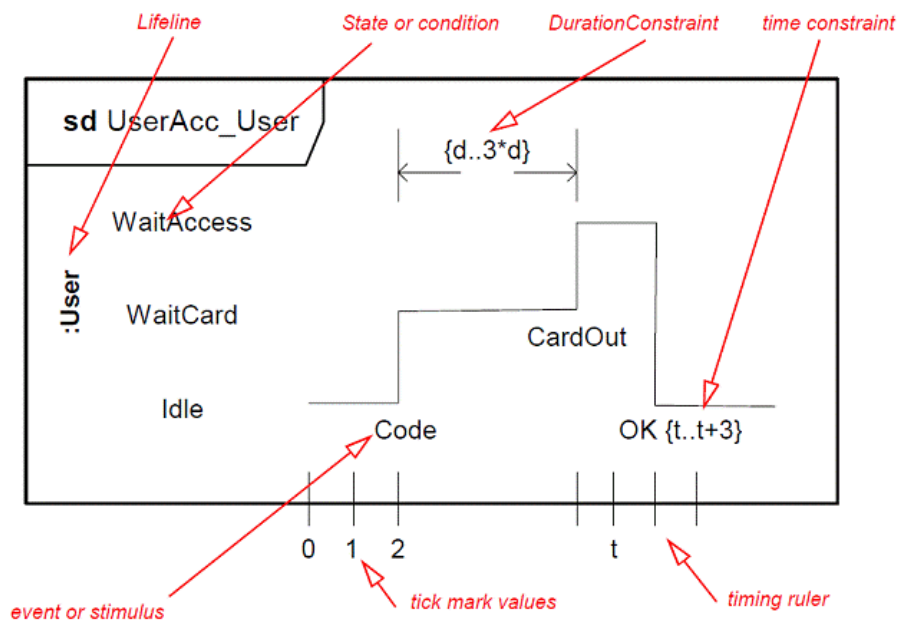 Lifeline
State or condition
DurationConstraint
time constraint
sd UserAcc_User
{d..3*d}
WaitAccess
:User
WaitCard
CardOut
Idle
Code
OK {t..t+3}
0 1 2 t
event or stimulus
tick mark values
timing ruler